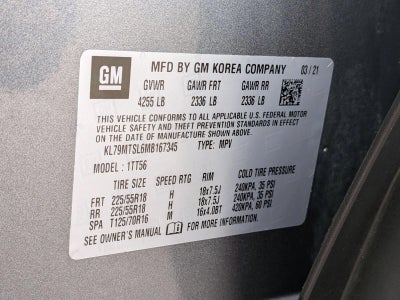 GM
MFD BY GM KOREA COMPANY 03 / 21
GVWR GAWR FRT GAWR RR
4255 LB 2336 LB 2336 LB
THIS VEHICLE CONFORMS TO ALL APPLICABLE U.S. FEDERAL MOTOR
VEHICLE SAFETY, BUMPER, AND THEFT PREVENTION STANDARDS IN EFFECT
ON THE DATE OF MANUFACTURE SHOWN ABOVE.
KL79MTSL6MB167345 TYPE: MPV
MODEL : 1TT56
TIRE SIZE SPEED RTG RIM COLD TIRE PRESSURE
FRT 225/55R18 H 18x7.5J 240KPA, 35 PSI
RR 225/55R18 H 18x7.5J 240KPA, 35 PSI
SPA T125/70R16 M 16x4.0BT 420KPA, 60 PSI
SEE OWNER'S MANUAL FOR MORE INFORMATION.